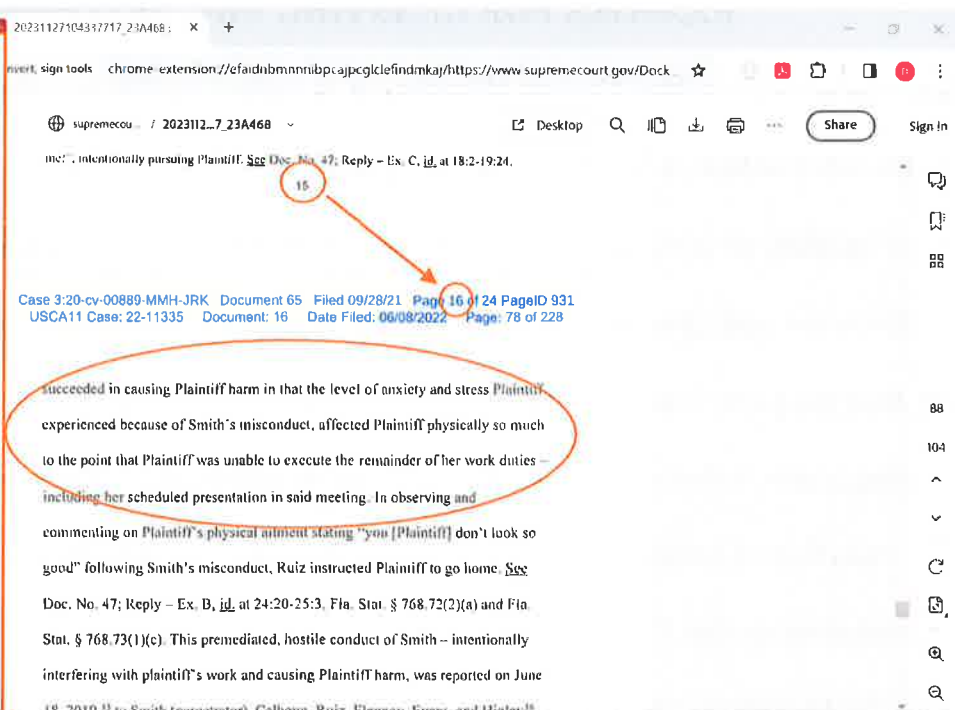 20231127104337717_23A468 ; × +
nvert, sign tools chrome-extension://efaidnbmnnnibpcajpcglclefindmkaj/https://www.supremecourt.gov/Dock
supremecou... / 2023112...7_23A468 Desktop ... Share Sign In
me!", intentionally pursuing Plaintiff. See Doc. No. 47; Reply – Ex. C, id. at 18:2-19:24.
15
Case 3:20-cv-00889-MMH-JRK Document 65 Filed 09/28/21 Page 16 of 24 PageID 931
USCA11 Case: 22-11335 Document: 16 Date Filed: 06/08/2022 Page: 78 of 228
succeeded in causing Plaintiff harm in that the level of anxiety and stress Plaintiff
experienced because of Smith's misconduct, affected Plaintiff physically so much
to the point that Plaintiff was unable to execute the remainder of her work duties –
including her scheduled presentation in said meeting. In observing and
commenting on Plaintiff's physical ailment stating "you [Plaintiff] don't look so
good" following Smith's misconduct, Ruiz instructed Plaintiff to go home. See
Doc. No. 47; Reply – Ex. B, id. at 24:20-25:3, Fla. Stat. § 768.72(2)(a) and Fla.
Stat. § 768.73(1)(c). This premediated, hostile conduct of Smith – intentionally
interfering with plaintiff's work and causing Plaintiff harm, was reported on June
18, 2019 to Smith Calhoun, Ruiz,
88
104